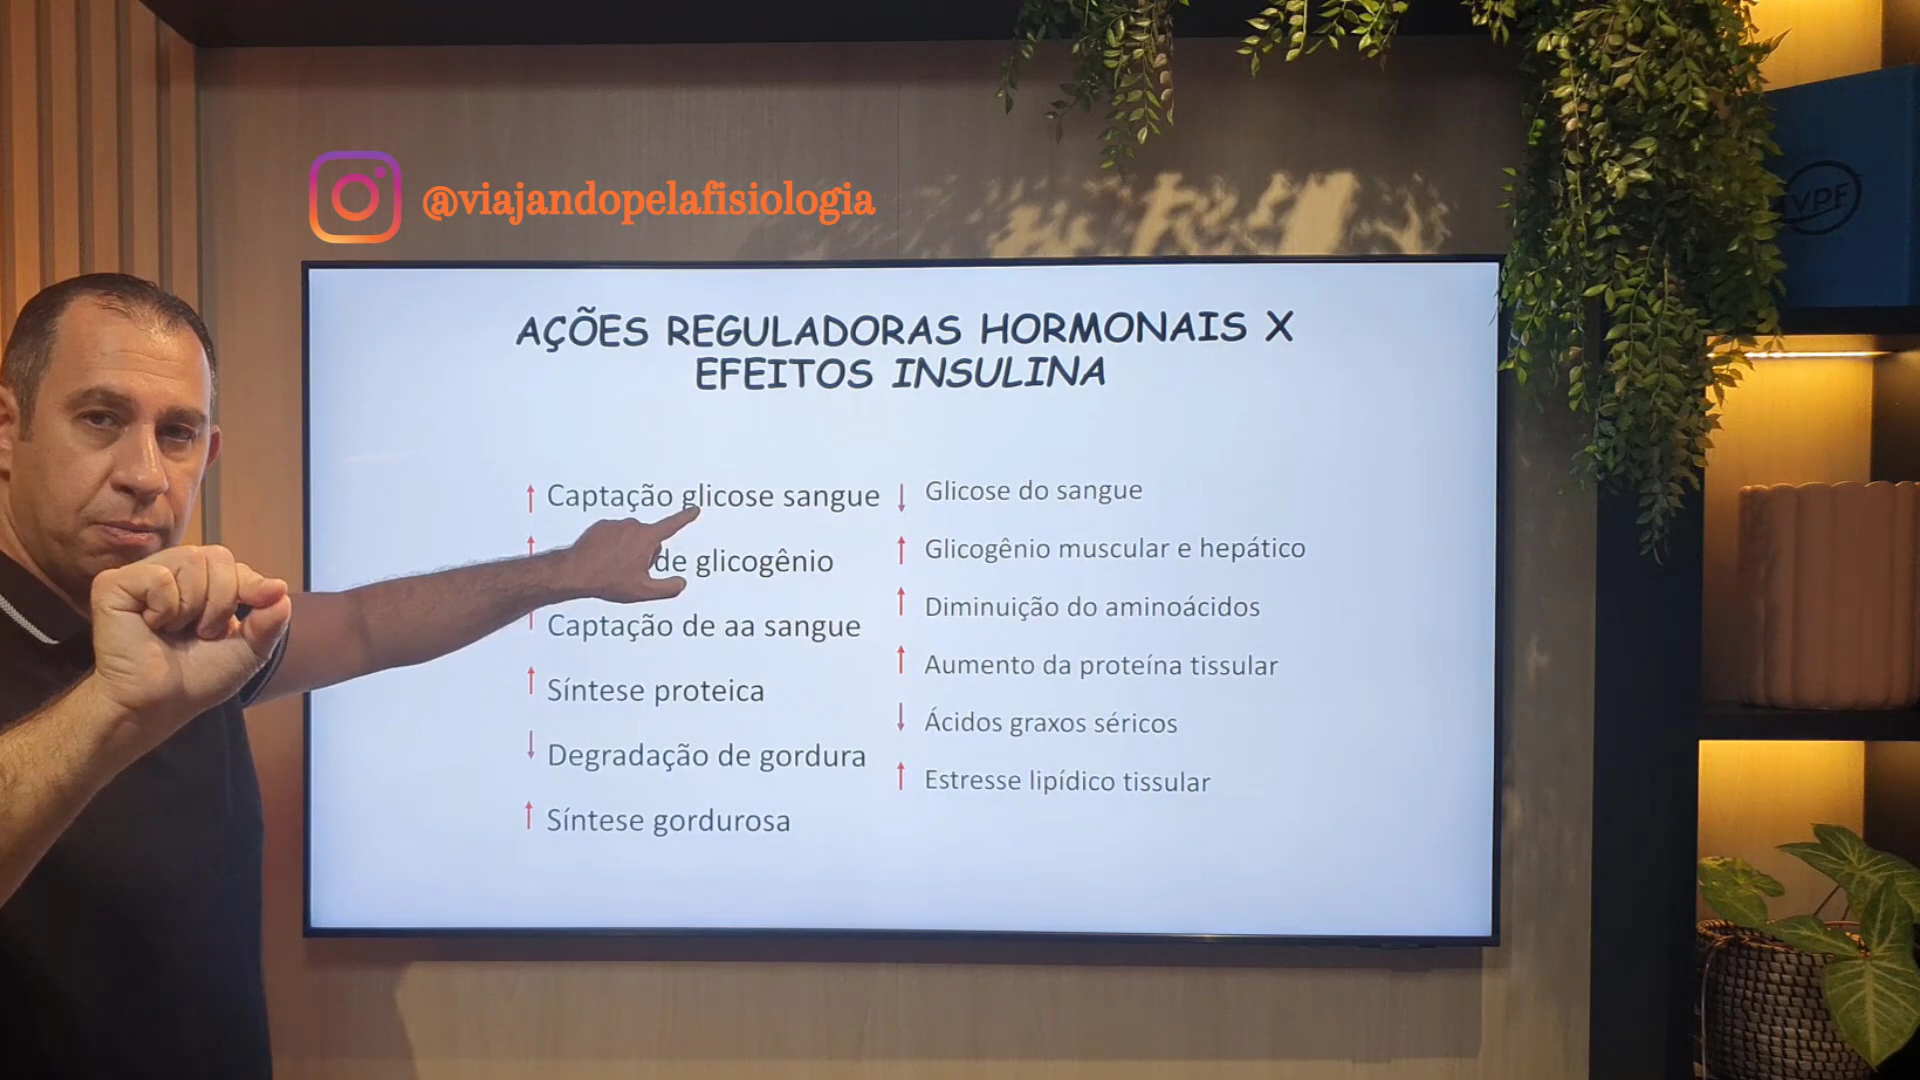 @viajandopelafisiologia
VPF
AÇÕES REGULADORAS HORMONAIS X
EFEITOS INSULINA
↑ Captação glicose sangue
↑ de glicogênio
↑ Captação de aa sangue
↑ Síntese proteica
↓ Degradação de gordura
↑ Síntese gordurosa
↓ Glicose do sangue
↑ Glicogênio muscular e hepático
↑ Diminuição do aminoácidos
↑ Aumento da proteína tissular
↓ Ácidos graxos séricos
↑ Estresse lipídico tissular